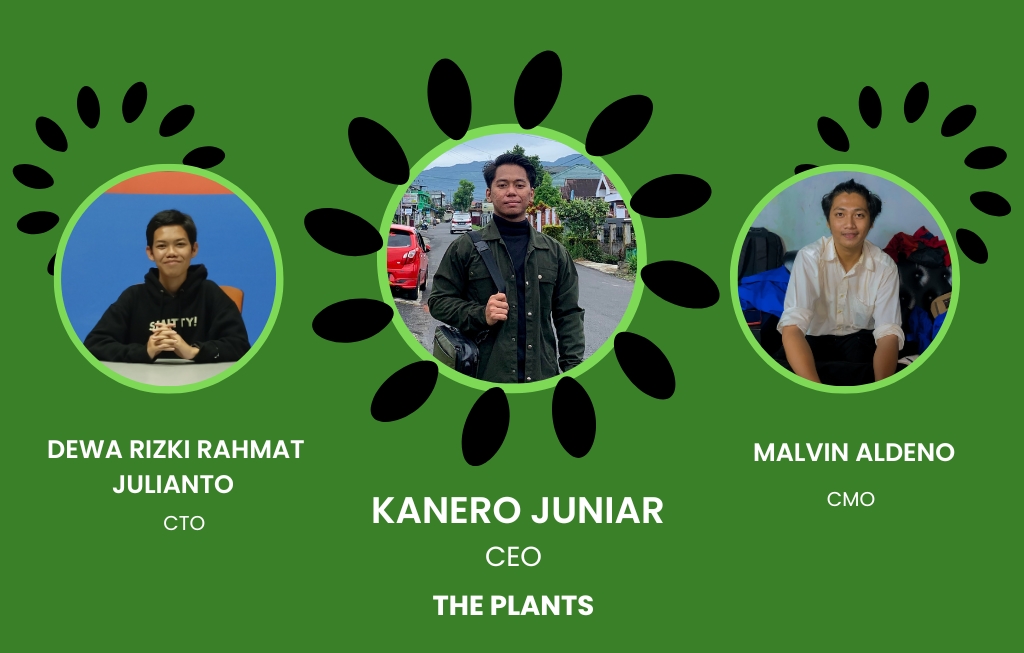 DEWA RIZKI RAHMAT
JULIANTO
CTO
KANERO JUNIAR
CEO
THE PLANTS
MALVIN ALDENO
CMO